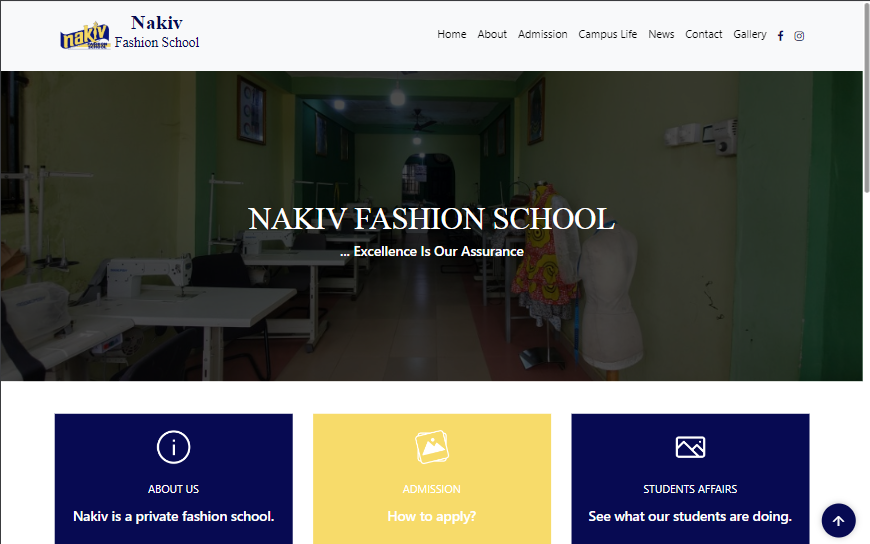 nakiv
Nakiv
Fashion School
Home About Admission Campus Life News Contact Gallery
NAKIV FASHION SCHOOL
... Excellence Is Our Assurance
ABOUT US
Nakiv is a private fashion school.
ADMISSION
How to apply?
STUDENTS AFFAIRS
See what our students are doing.